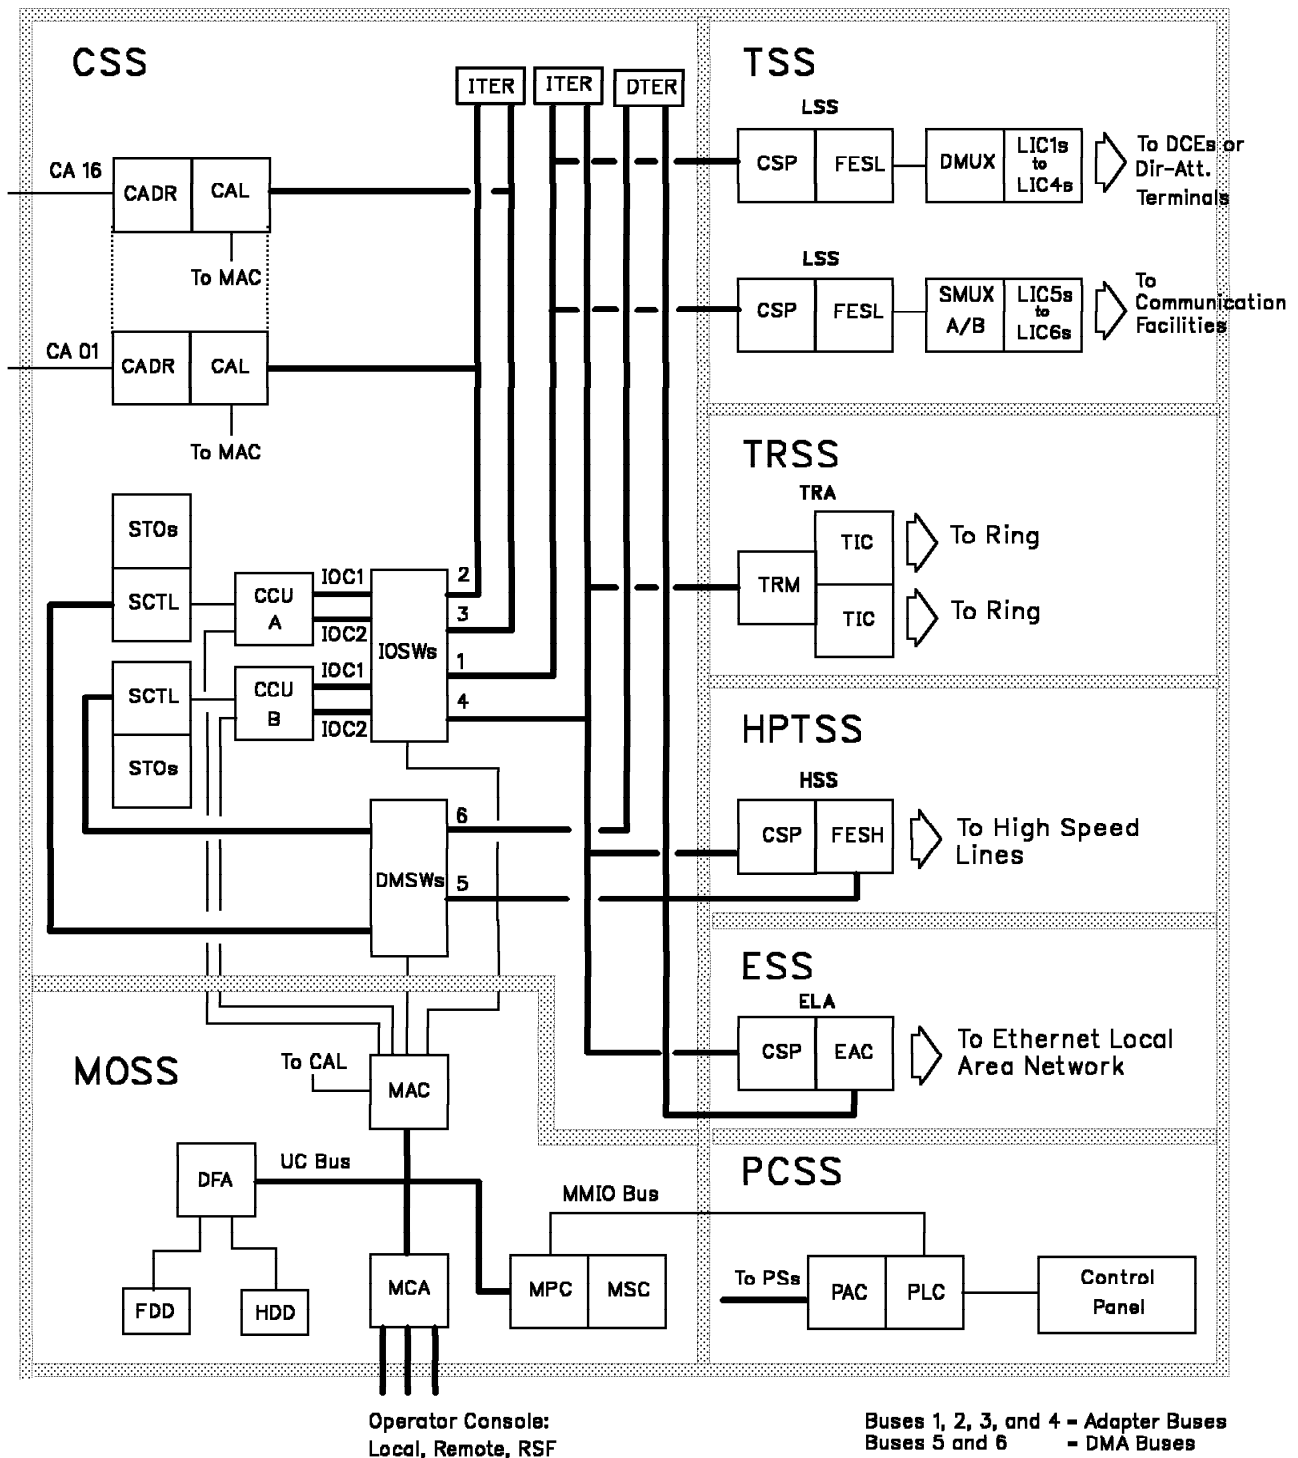 CSS
ITER
ITER
DTER
CA 16
CADR
CAL
To MAC
CA 01
CADR
CAL
To MAC
STOs
SCTL
CCU
A
IOC1
IOC2
IOSWs
2
3
1
4
SCTL
STOs
CCU
B
IOC1
IOC2
DMSWs
6
5
TSS
LSS
CSP
FESL
DMUX
LIC1s
to
LIC4s
To DCEs or
Dir-Att.
Terminals
LSS
CSP
FESL
SMUX
A/B
LIC5s
to
LIC6s
To
Communication
Facilities
TRSS
TRA
TRM
TIC
To Ring
TIC
To Ring
HPTSS
HSS
CSP
FESH
To High Speed
Lines
ESS
ELA
CSP
EAC
To Ethernet Local
Area Network
MOSS
To CAL
MAC
DFA
UC Bus
FDD
HDD
MCA
MMIO Bus
MPC
MSC
PCSS
To PSs
PAC
PLC
Control
Panel
Operator Console:
Local, Remote, RSF
Buses 1, 2, 3, and 4 = Adapter Buses
Buses 5 and 6 = DMA Buses